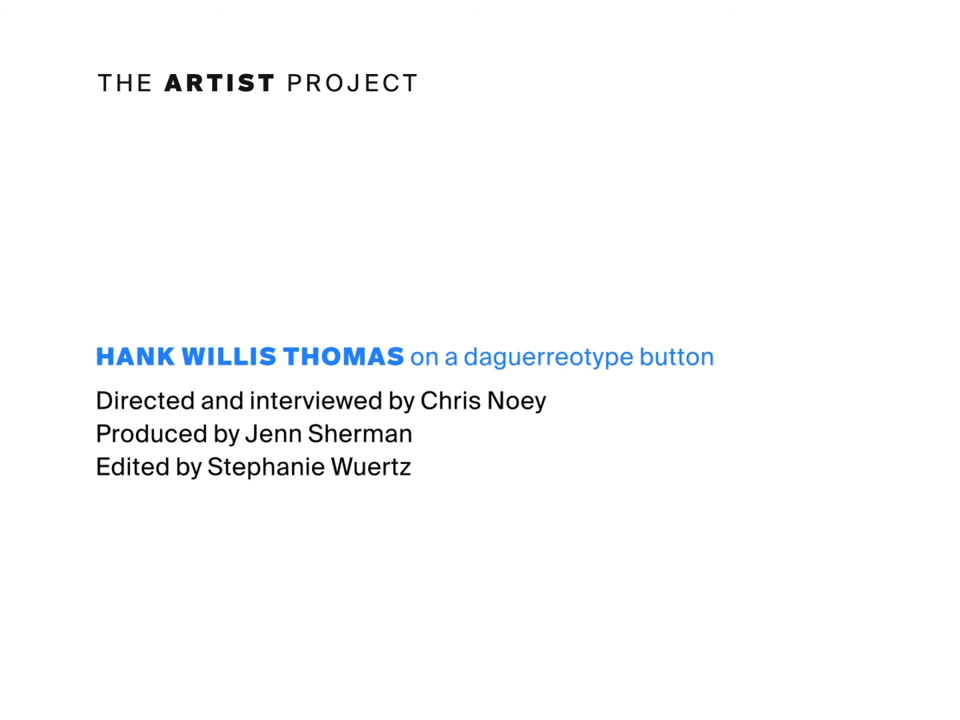 THE ARTIST PROJECT
HANK WILLIS THOMAS on a daguerreotype button
Directed and interviewed by Chris Noey
Produced by Jenn Sherman
Edited by Stephanie Wuertz